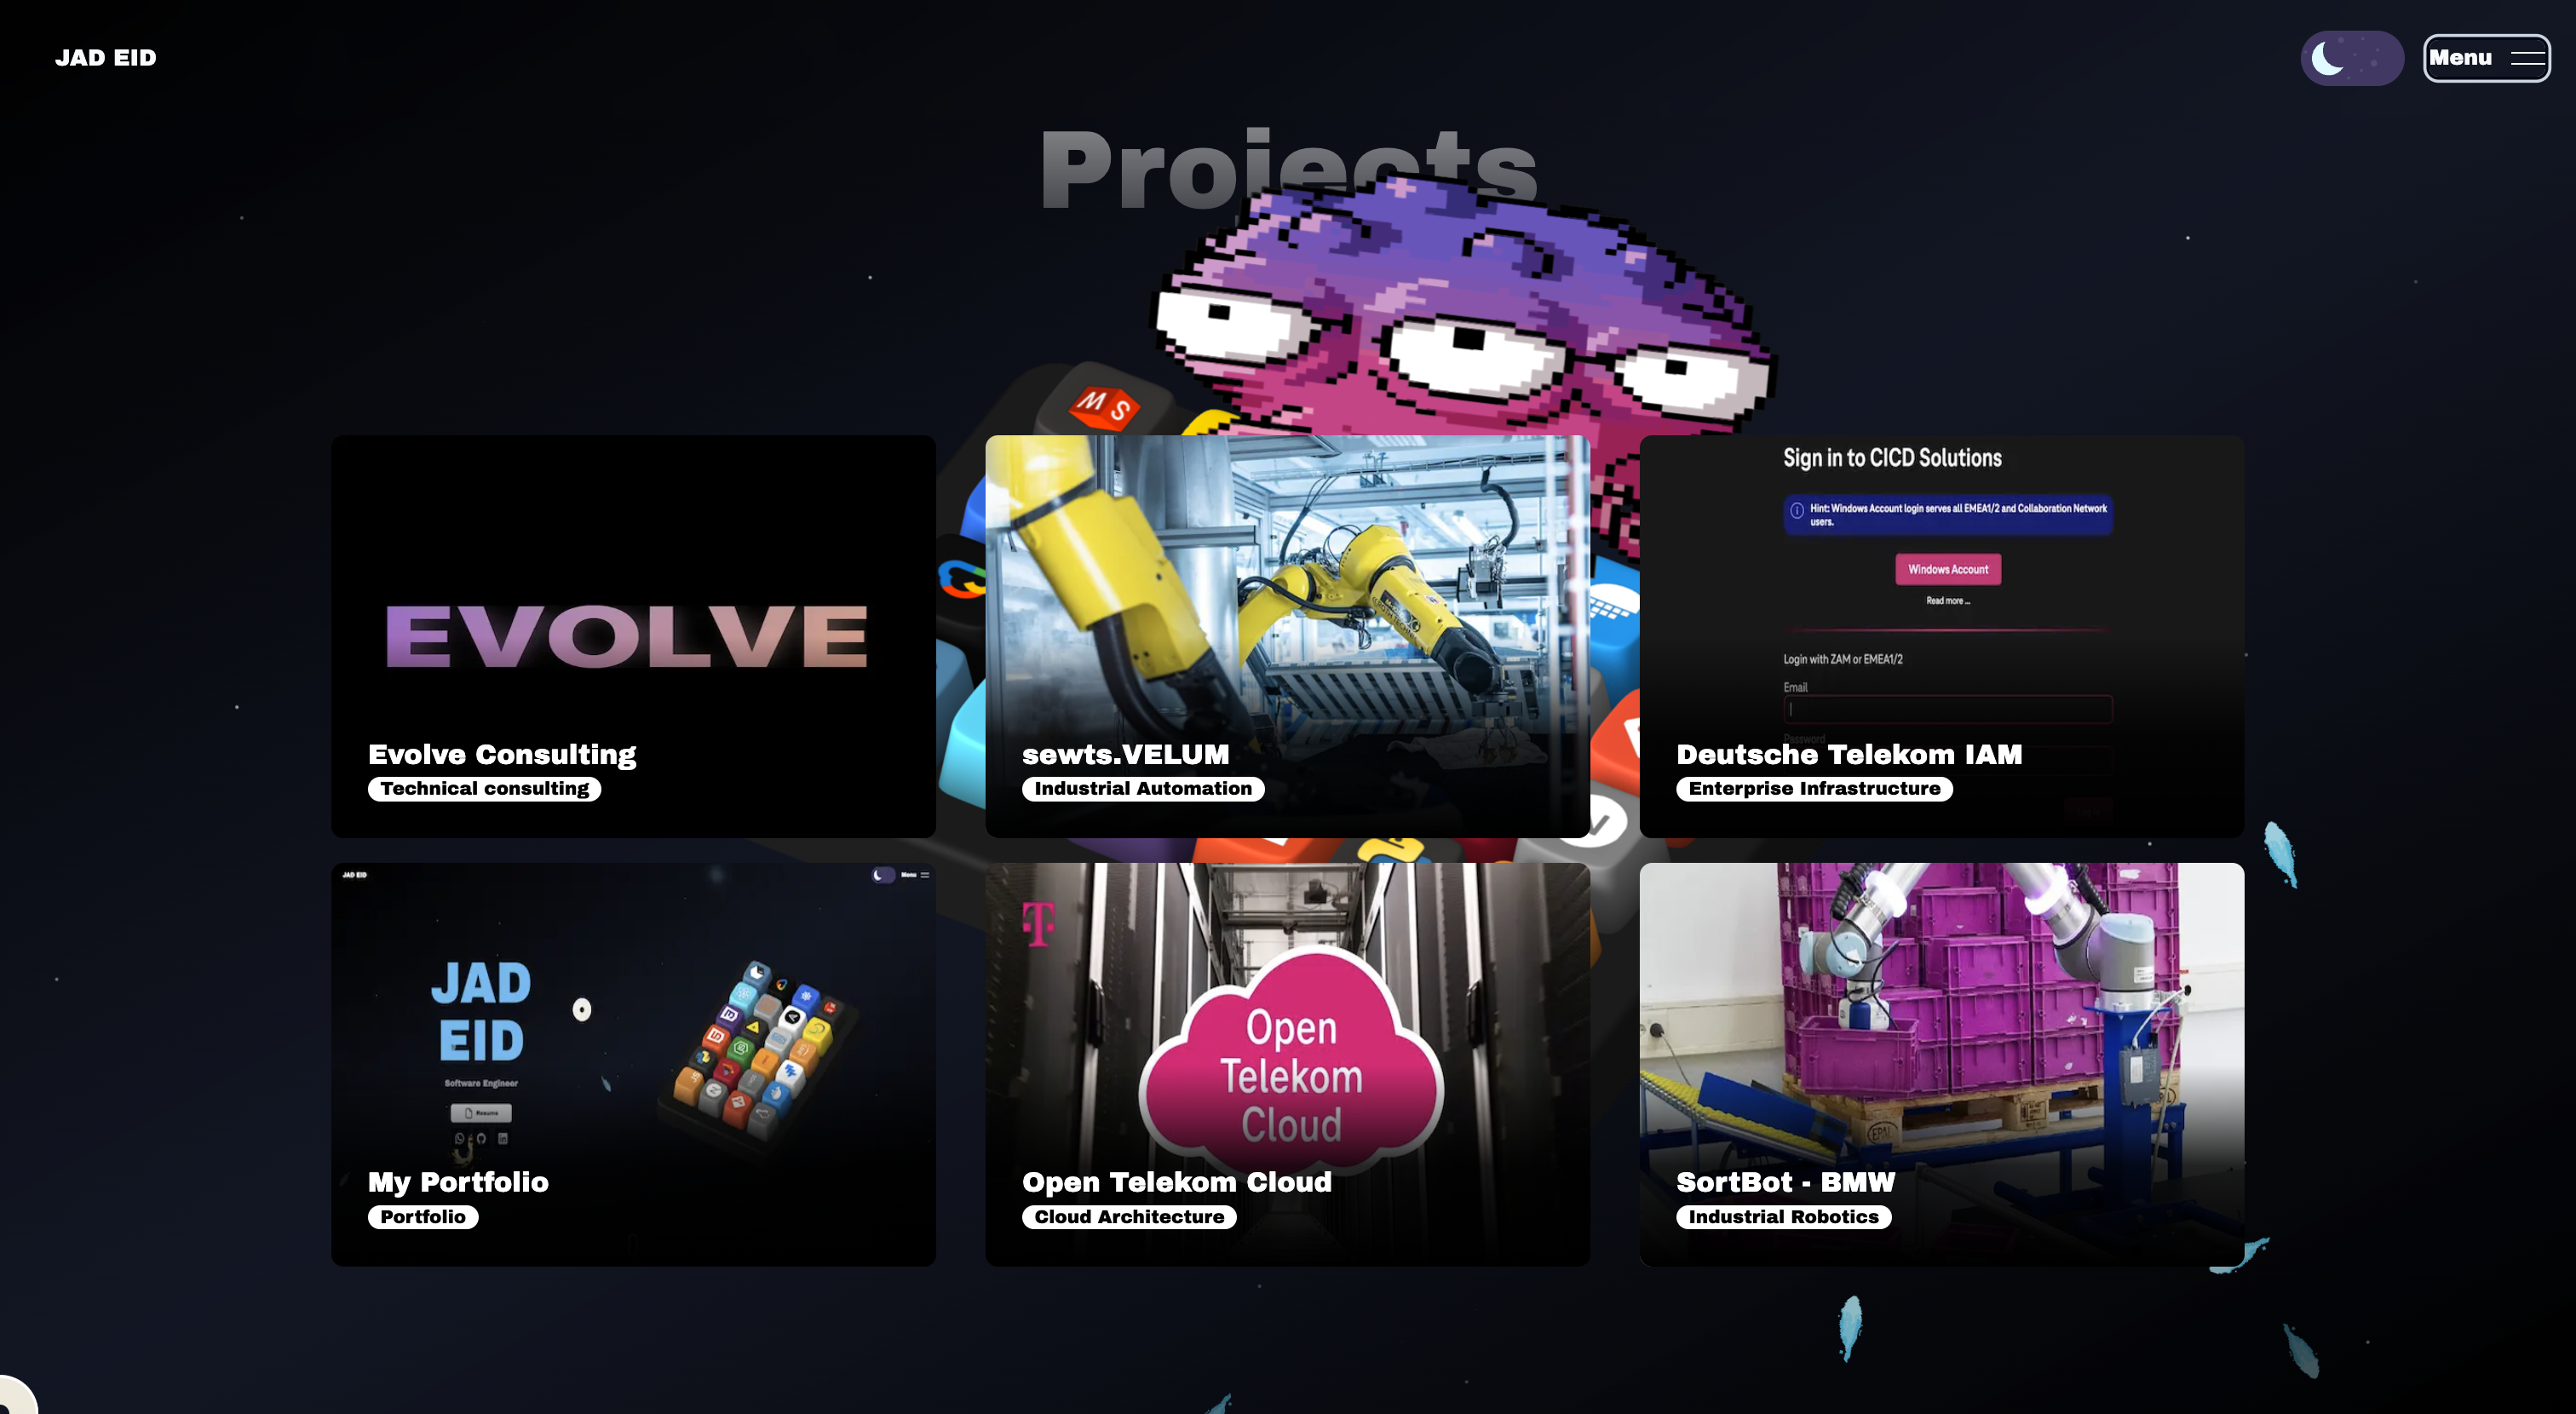 JAD EID
Menu
Projects
M S
EVOLVE
Evolve Consulting
Technical consulting
sewts.VELUM
Industrial Automation
Sign in to CICD Solutions
Hint: Windows Account login serves all EMEA1/2 and Collaboration Network
users.
Windows Account
Read more ...
Login with ZAM or EMEA1/2
Email
Password
Deutsche Telekom IAM
Enterprise Infrastructure
JAD EID
Menu
JAD
EID
Software Engineer
Resume
My Portfolio
Portfolio
T
Open
Telekom
Cloud
Open Telekom Cloud
Cloud Architecture
EPAL
SortBot - BMW
Industrial Robotics